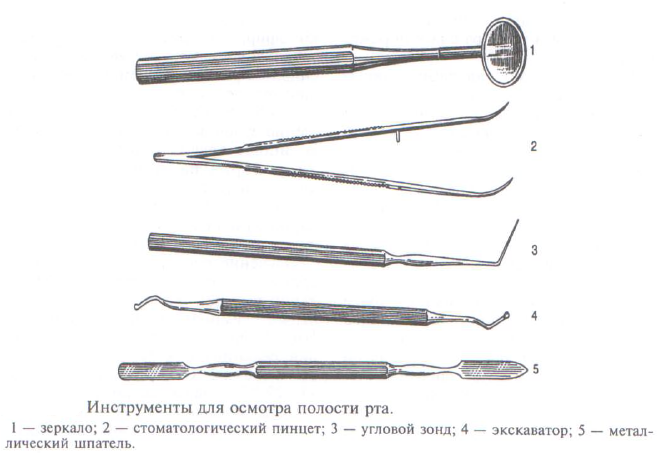 1
2
3
4
5
Инструменты для осмотра полости рта.
1 — зеркало; 2 — стоматологический пинцет; 3 — угловой зонд; 4 — экскаватор; 5 — метал-
лический шпатель.